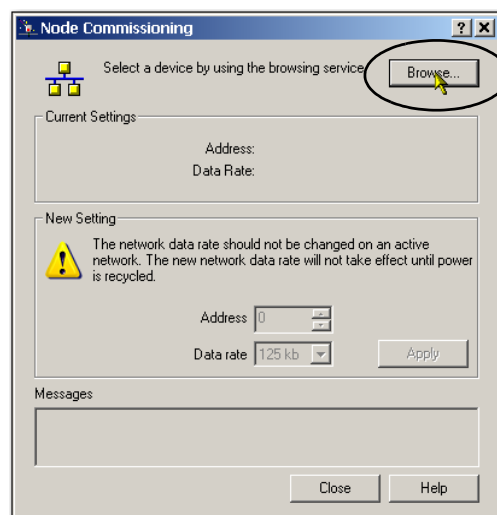 Node Commissioning
Select a device by using the browsing service
Browse...
Current Settings
Address:
Data Rate:
New Setting
The network data rate should not be changed on an active
network. The new network data rate will not take effect until power
is recycled.
Address 0
Data rate 125 kb
Apply
Messages
Close
Help